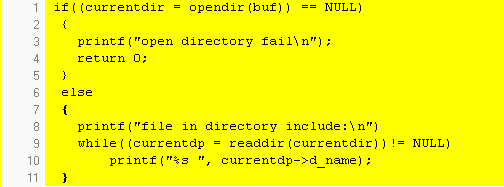 1 if((currentdir = opendir(buf)) == NULL)
2 {
3   printf("open directory fail\n");
4   return 0;
5 }
6 else
7 {
8   printf("file in directory include:\n")
9   while((currentdp = readdir(currentdir))!= NULL)
10       printf("%s ", currentdp->d_name);
11 }